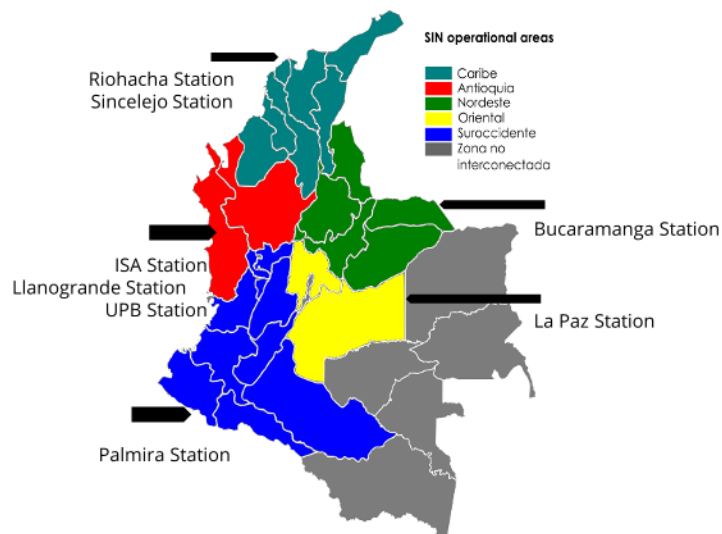 SIN operational areas
Caribe
Antioquia
Nordeste
Oriental
Suroccidente
Zona no
interconectada
Riohacha Station
Sincelejo Station
Bucaramanga Station
ISA Station
Llanogrande Station
UPB Station
La Paz Station
Palmira Station